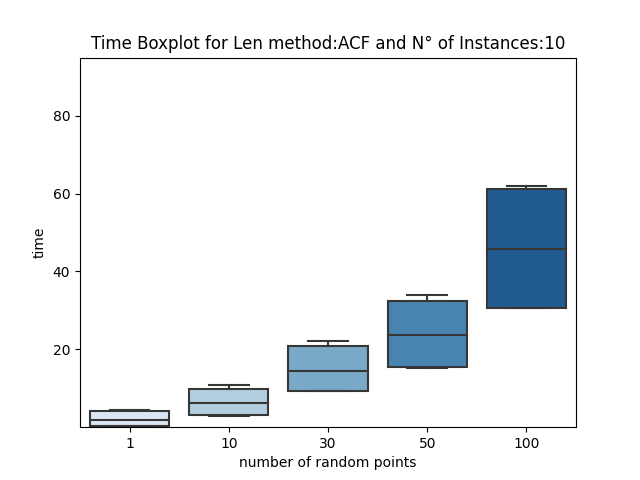 Time Boxplot for Len method:ACF and N° of Instances:10
80
60
40
20
time
1 10 30 50 100
number of random points